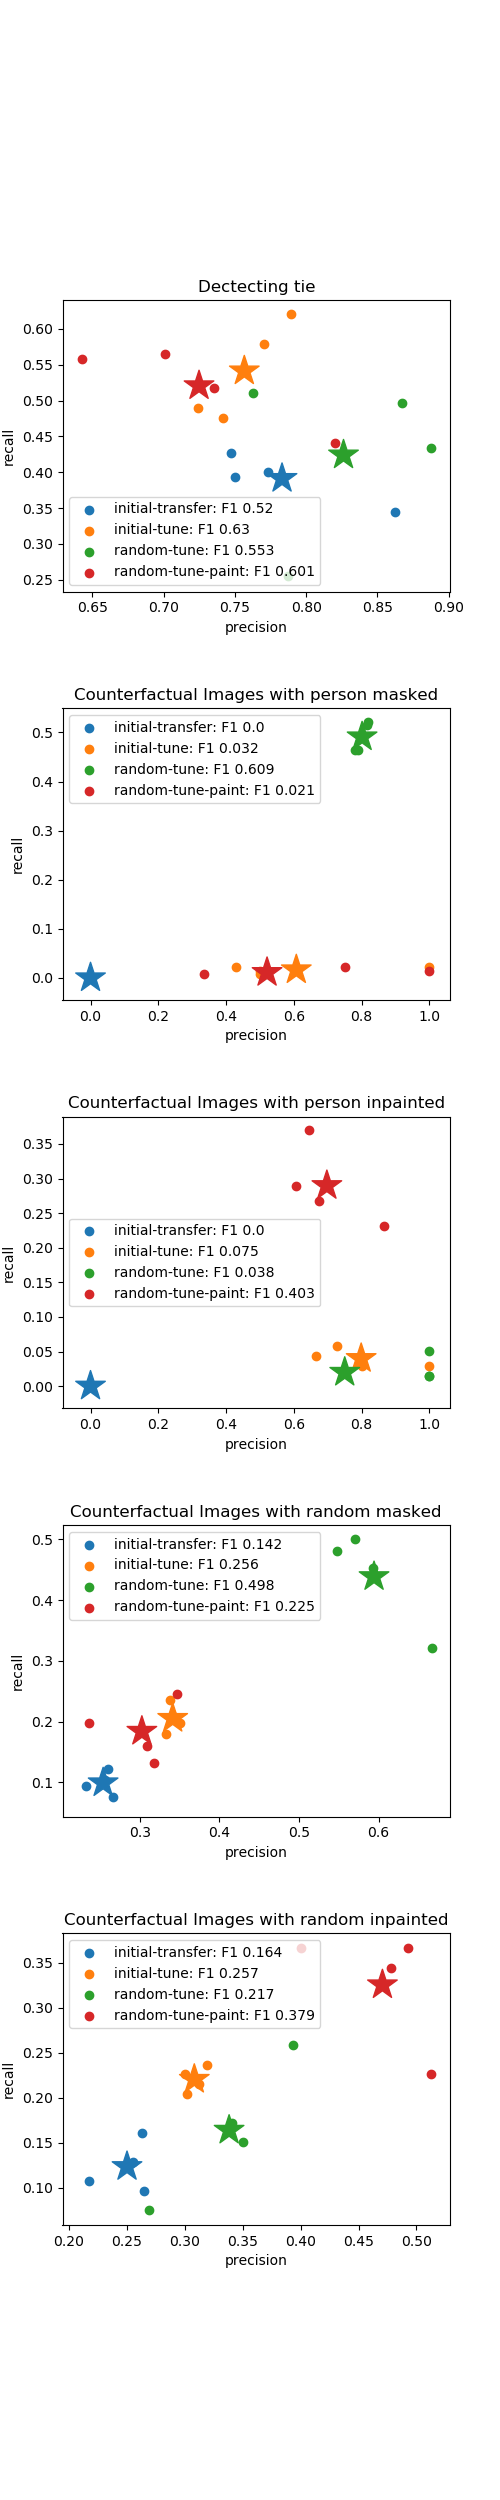 Dectecting tie
0.60
0.55
0.50
0.45
0.40
0.35
0.30
0.25
recall
initial-transfer: F1 0.52
initial-tune: F1 0.63
random-tune: F1 0.553
random-tune-paint: F1 0.601
0.65 0.70 0.75 0.80 0.85 0.90
precision
Counterfactual Images with person masked
0.5
0.4
0.3
0.2
0.1
0.0
recall
initial-transfer: F1 0.0
initial-tune: F1 0.032
random-tune: F1 0.609
random-tune-paint: F1 0.021
0.0 0.2 0.4 0.6 0.8 1.0
precision
Counterfactual Images with person inpainted
0.35
0.30
0.25
0.20
0.15
0.10
0.05
0.00
recall
initial-transfer: F1 0.0
initial-tune: F1 0.075
random-tune: F1 0.038
random-tune-paint: F1 0.403
0.0 0.2 0.4 0.6 0.8 1.0
precision
Counterfactual Images with random masked
0.5
0.4
0.3
0.2
0.1
recall
initial-transfer: F1 0.142
initial-tune: F1 0.256
random-tune: F1 0.498
random-tune-paint: F1 0.225
0.3 0.4 0.5 0.6
precision
Counterfactual Images with random inpainted
0.35
0.30
0.25
0.20
0.15
0.10
recall
initial-transfer: F1 0.164
initial-tune: F1 0.257
random-tune: F1 0.217
random-tune-paint: F1 0.379
0.20 0.25 0.30 0.35 0.40 0.45 0.50
precision